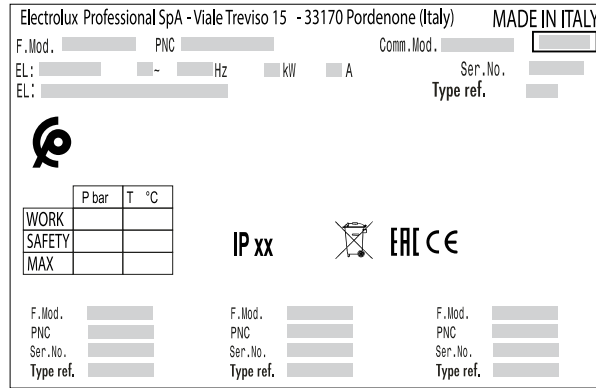 Electrolux Professional SpA - Viale Treviso 15 - 33170 Pordenone (Italy) MADE IN ITALY
F.Mod. PNC Comm.Mod.
EL: ~ Hz kW A Ser.No.
EL: Type ref.
P bar T °C
WORK
SAFETY
MAX
IP xx EAC CE
F.Mod. F.Mod. F.Mod.
PNC PNC PNC
Ser.No. Ser.No. Ser.No.
Type ref. Type ref. Type ref.